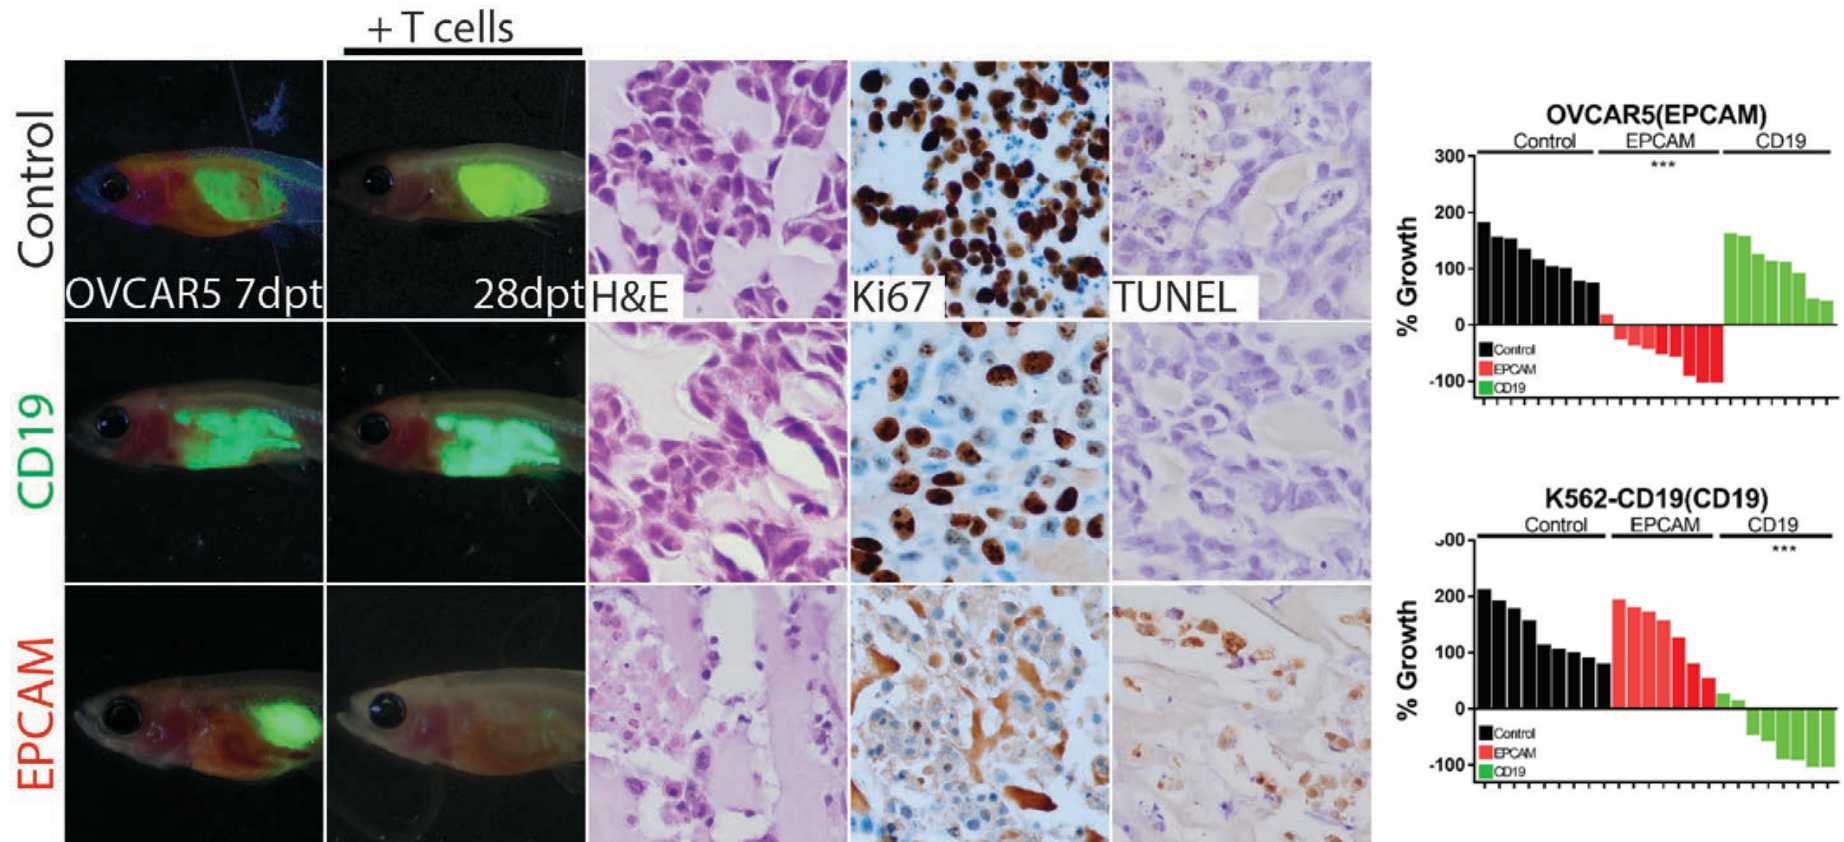 + T cells
Control
OVCAR5 7dpt
28dpt
H&E
Ki67
TUNEL
CD19
EPCAM
OVCAR5(EPCAM)
Control EPCAM CD19
***
300
200
100
0
-100
% Growth
Control
EPCAM
CD19
K562-CD19(CD19)
Control EPCAM CD19
***
200
100
0
-100
% Growth
Control
EPCAM
CD19